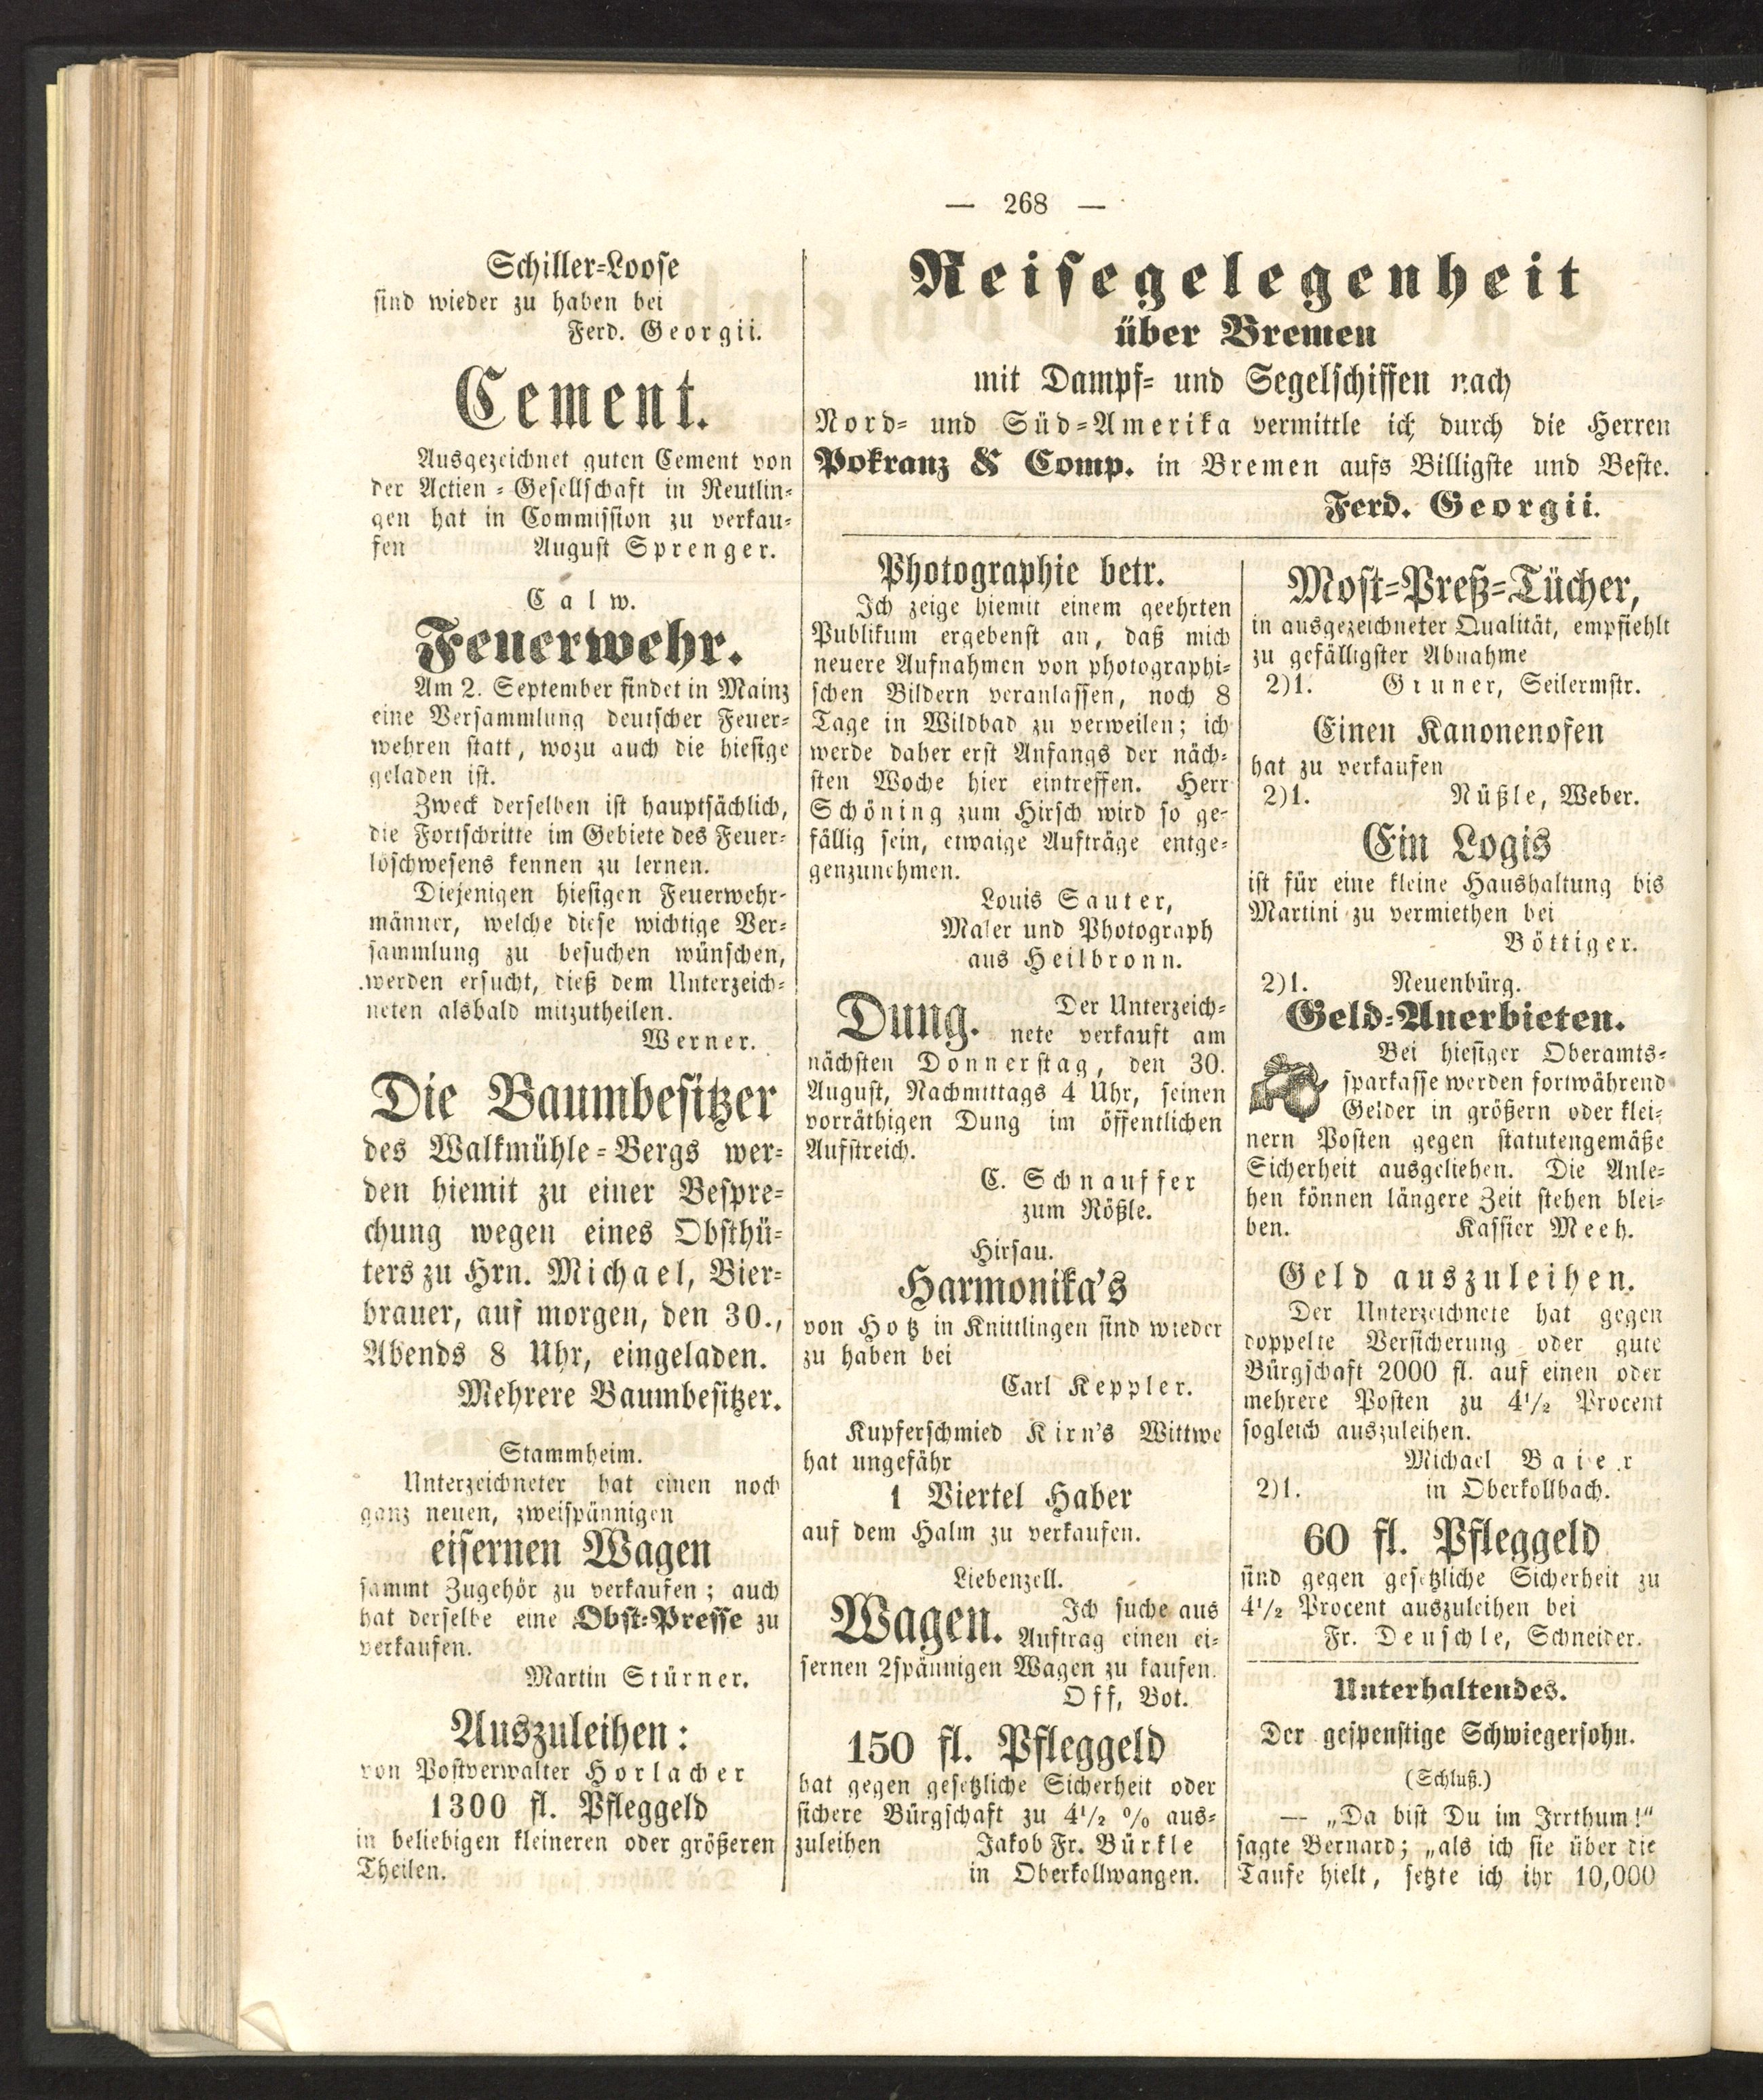 — 268 —
Schiller-Loose
sind wieder zu haben bei
Ferd. Georgii.
Cement.
Ausgezeichnet guten Cement von
der Actien-Gesellschaft in Reutlin-
gen hat in Commission zu verkau-
fen August Sprenger.
Calw.
Feuerwehr.
Am 2. September findet in Mainz
eine Versammlung deutscher Feuer-
wehren statt, wozu auch die hiesige
geladen ist.
Zweck derselben ist hauptsächlich,
die Fortschritte im Gebiete des Feuer-
löschwesens kennen zu lernen.
Diejenigen hiesigen Feuerwehr-
männer, welche diese wichtige Ver-
sammlung zu besuchen wünschen,
werden ersucht, dieß dem Unterzeich-
neten alsbald mitzutheilen.
Werner.
Die Baumbesitzer
des Walkmühle-Bergs wer-
den hiemit zu einer Bespre-
chung wegen eines Obsthü-
ters zu Hrn. Michael, Bier-
brauer, auf morgen, den 30.,
Abends 8 Uhr, eingeladen.
Mehrere Baumbesitzer.
Stammheim.
Unterzeichneter hat einen noch
ganz neuen, zweispännigen
eisernen Wagen
sammt Zugehör zu verkaufen; auch
hat derselbe eine Obst-Presse zu
verkaufen.
Martin Stürner.
Auszuleihen:
von Postverwalter Horlacher
1300 fl. Pfleggeld
in beliebigen kleineren oder größeren
Theilen.
Reisegelegenheit
über Bremen
mit Dampf- und Segelschiffen nach
Nord- und Süd-Amerika vermittle ich durch die Herren
Pokranz & Comp. in Bremen aufs Billigste und Beste.
Ferd. Georgii.
Photographie betr.
Ich zeige hiemit einem geehrten
Publikum ergebenst an, daß mich
neuere Aufnahmen von photographi-
schen Bildern veranlassen, noch 8
Tage in Wildbad zu verweilen; ich
werde daher erst Anfangs der näch-
sten Woche hier eintreffen. Herr
Schöning zum Hirsch wird so ge-
fällig sein, etwaige Aufträge entge-
genzunehmen.
Louis Sauter,
Maler und Photograph
aus Heilbronn.
Dung. Der Unterzeich-
nete verkauft am
nächsten Donnerstag, den 30.
August, Nachmittags 4 Uhr, seinen
vorräthigen Dung im öffentlichen
Aufstreich.
C. Schnauffer
zum Rößle.
Hirsau.
Harmonika's
von Hotz in Knittlingen sind wieder
zu haben bei
Carl Keppler.
Kupferschmied Kirn's Wittwe
hat ungefähr
1 Viertel Haber
auf dem Halm zu verkaufen.
Liebenzell.
Wagen. Ich suche aus
Auftrag einen ei-
sernen 2spännigen Wagen zu kaufen.
Off, Bot.
150 fl. Pfleggeld
hat gegen gesetzliche Sicherheit oder
sichere Bürgschaft zu 4½ % aus-
zuleihen Jakob Fr. Bürkle
in Oberkollwangen.
Most-Preß-Tücher,
in ausgezeichneter Qualität, empfiehlt
zu gefälligster Abnahme
2)1. Gruner, Seilermstr.
Einen Kanonenofen
hat zu verkaufen
2)1. Nüßle, Weber.
Ein Logis
ist für eine kleine Haushaltung bis
Martini zu vermiethen bei
Böttiger.
2)1. Neuenbürg.
Geld-Anerbieten.
Bei hiesiger Oberamts-
sparkasse werden fortwährend
Gelder in größern oder klei-
nern Posten gegen statutengemäße
Sicherheit ausgeliehen. Die Anle-
hen können längere Zeit stehen blei-
ben. Kassier Meeh.
Geld auszuleihen.
Der Unterzeichnete hat gegen
doppelte Versicherung oder gute
Bürgschaft 2000 fl. auf einen oder
mehrere Posten zu 4½ Procent
sogleich auszuleihen.
Michael Baier
2)1. in Oberkollbach.
60 fl. Pfleggeld
sind gegen gesetzliche Sicherheit zu
4½ Procent auszuleihen bei
Fr. Deuschle, Schneider.
Unterhaltendes.
Der gespenstige Schwiegersohn.
(Schluß.)
— „Da bist Du im Irrthum!“
sagte Bernard; „als ich sie über die
Taufe hielt, setzte ich ihr 10,000